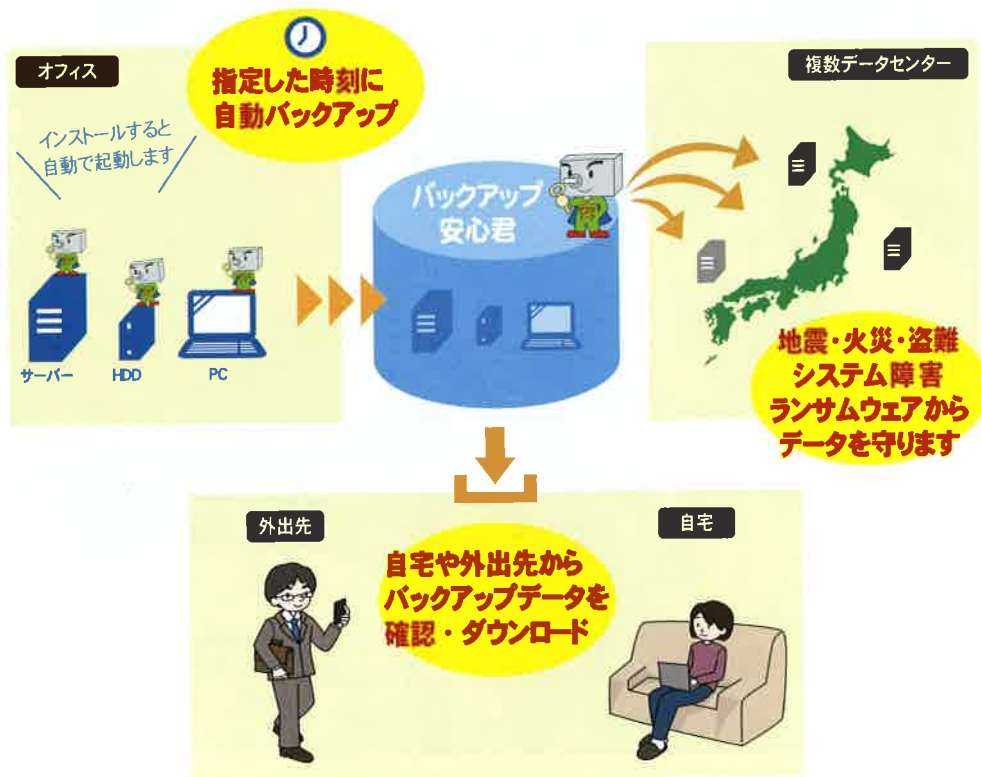 オフィス
指定した時刻に
自動バックアップ
インストールすると
自動で起動します
サーバー
HDD
PC
バックアップ
安心君
複数データセンター
地震・火災・盗難
システム障害
ランサムウェアから
データを守ります
外出先
自宅や外出先から
バックアップデータを
確認・ダウンロード
自宅